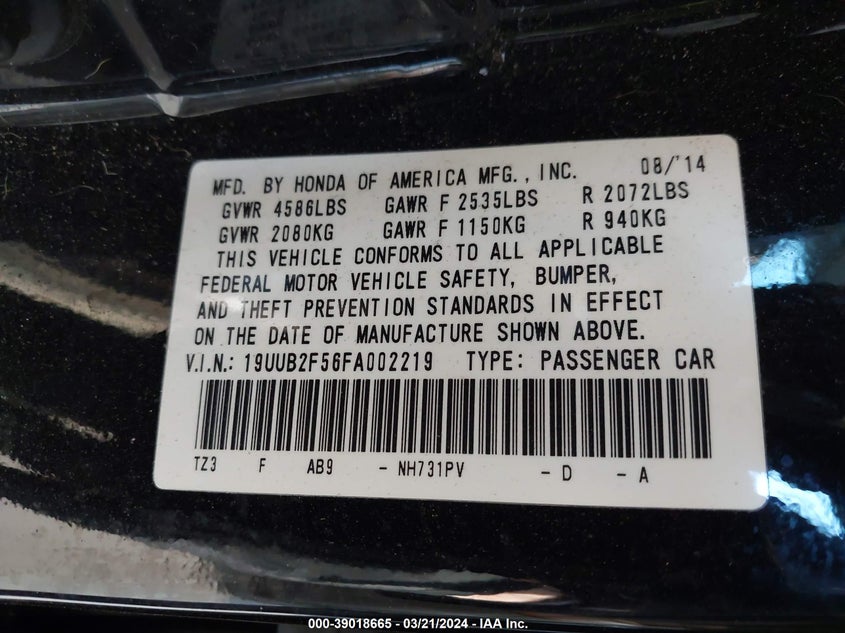 MFD. BY HONDA OF AMERICA MFG., INC. 08/'14
GVWR 4586LBS GAWR F 2535LBS R 2072LBS
GVWR 2080KG GAWR F 1150KG R 940KG
THIS VEHICLE CONFORMS TO ALL APPLICABLE
FEDERAL MOTOR VEHICLE SAFETY, BUMPER,
AND THEFT PREVENTION STANDARDS IN EFFECT
ON THE DATE OF MANUFACTURE SHOWN ABOVE.
V.I.N.: 19UUB2F56FA002219 TYPE: PASSENGER CAR
TZ3 F AB9 - NH731PV - D - A
000-39018665 - 03/21/2024 - IAA Inc.